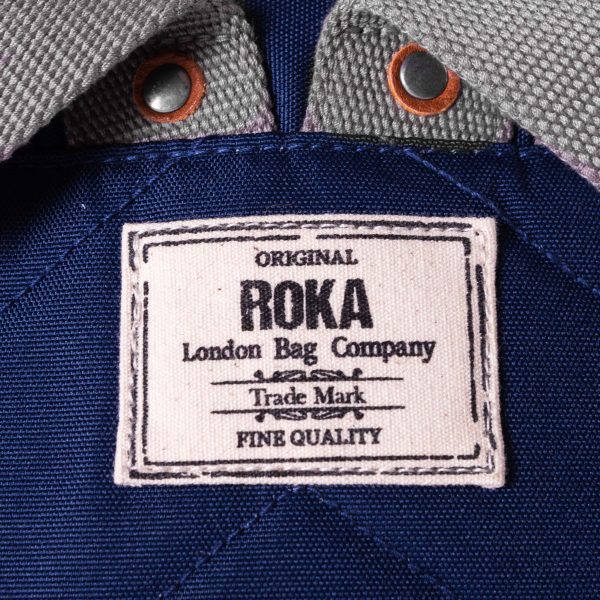 ORIGINAL
ROKA
London Bag Company
Trade Mark
FINE QUALITY